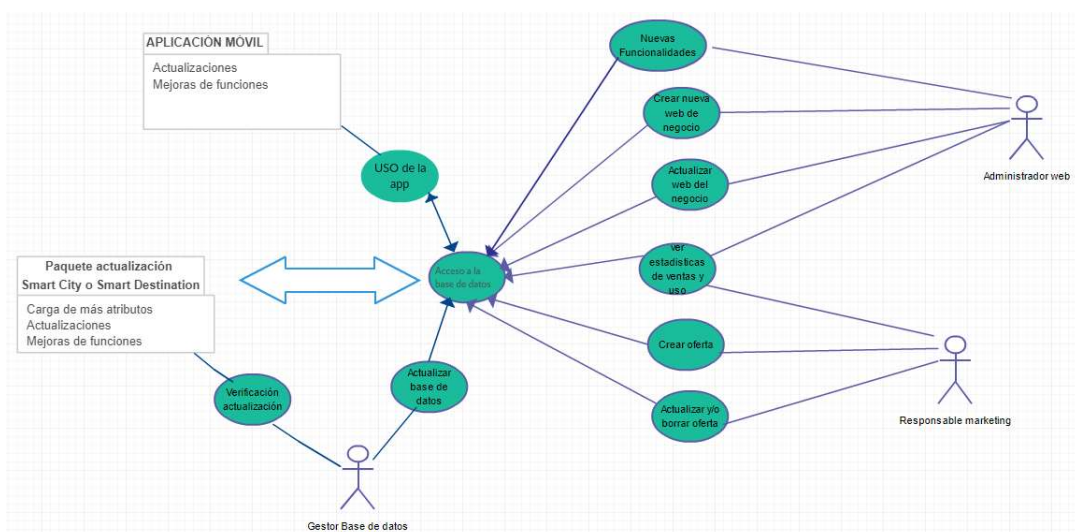 APLICACIÓN MÓVIL
Actualizaciones
Mejoras de funciones
USO de la
app
Paquete actualización
Smart City o Smart Destination
Carga de más atributos
Actualizaciones
Mejoras de funciones
Verificación
actualización
Actualizar
base de
datos
Gestor Base de datos
Acceso a la
base de datos
Nuevas
Funcionalidades
Crear nueva
web de
negocio
Actualizar
web del
negocio
Ver
estadísticas
de ventas y
uso
Crear oferta
Actualizar y/o
borrar oferta
Administrador web
Responsable marketing